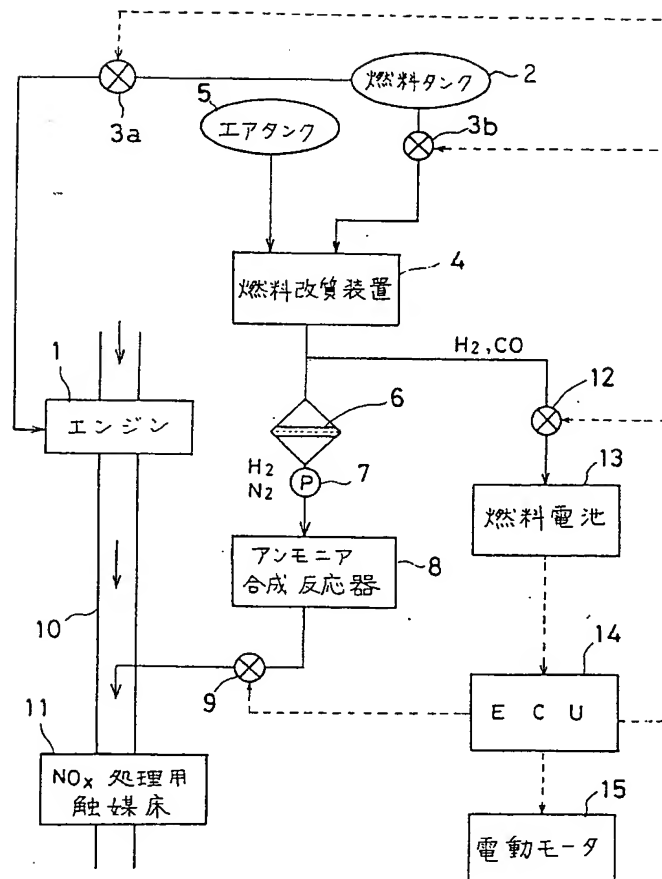 燃料タンク
2
3a
5
エアタンク
3b
4
燃料改質装置
H2,CO
1
エンジン
6
12
H2
N2
P
7
13
燃料電池
アンモニア
合成反応器
8
10
9
14
ECU
11
NOx 処理用
触媒床
15
電動モータ